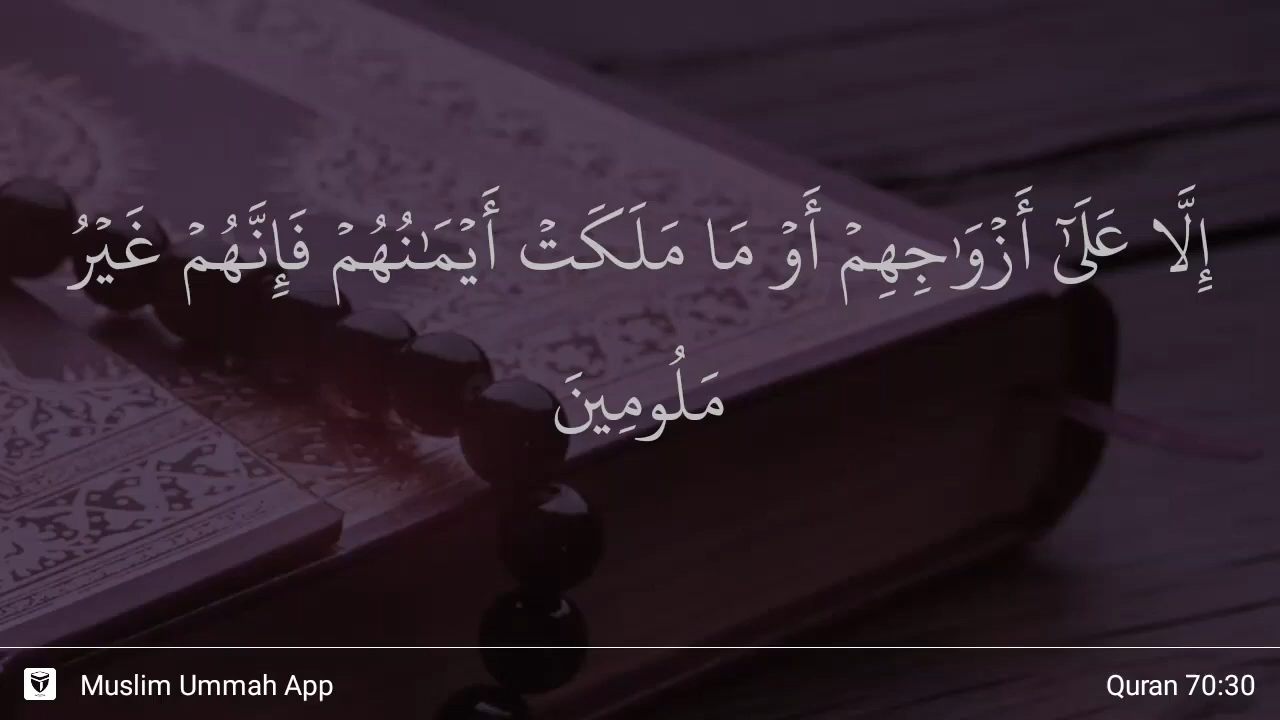 إِلَّا عَلَىٰٓ أَزْوَٰجِهِمْ أَوْ مَا مَلَكَتْ أَيْمَـٰنُهُمْ فَإِنَّهُمْ غَيْرُ
مَلُومِينَ
Muslim Ummah App
Quran 70:30